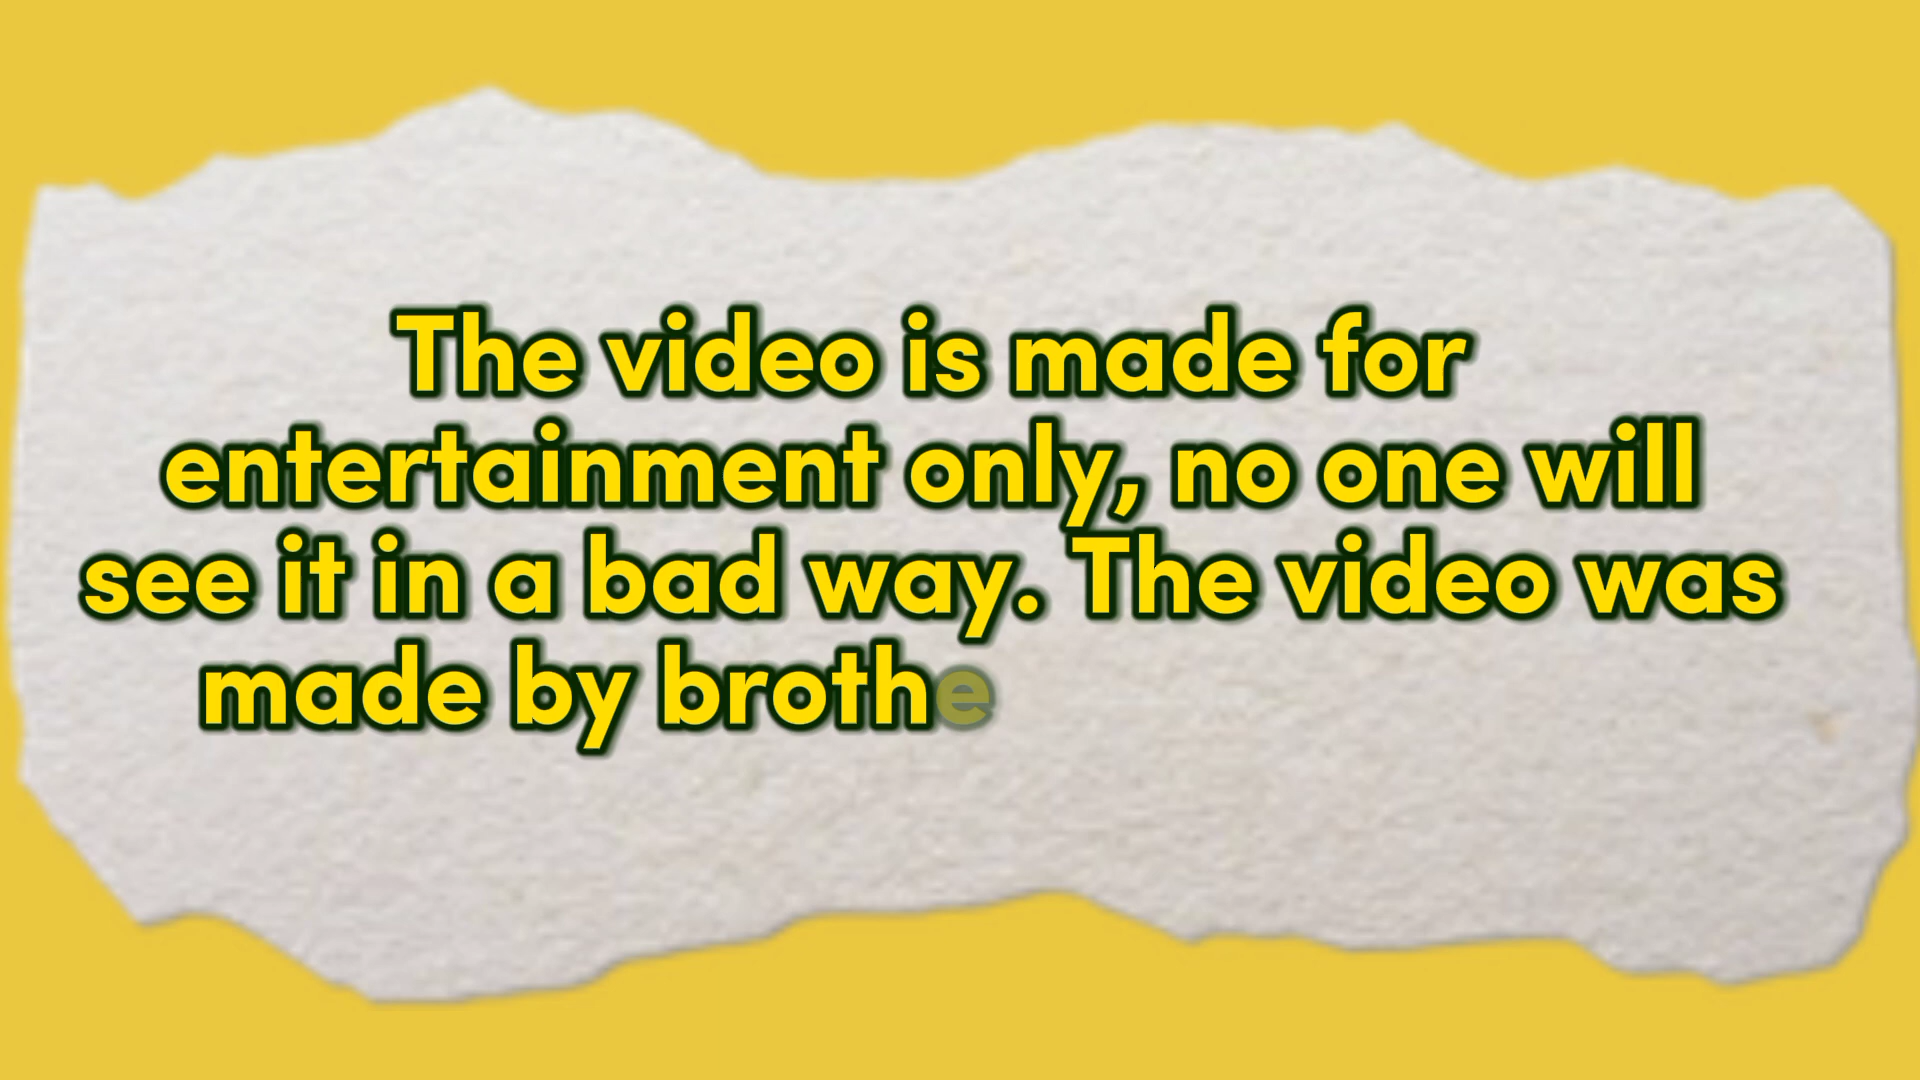 The video is made for
entertainment only, no one will
see it in a bad way. The video was
made by brothe